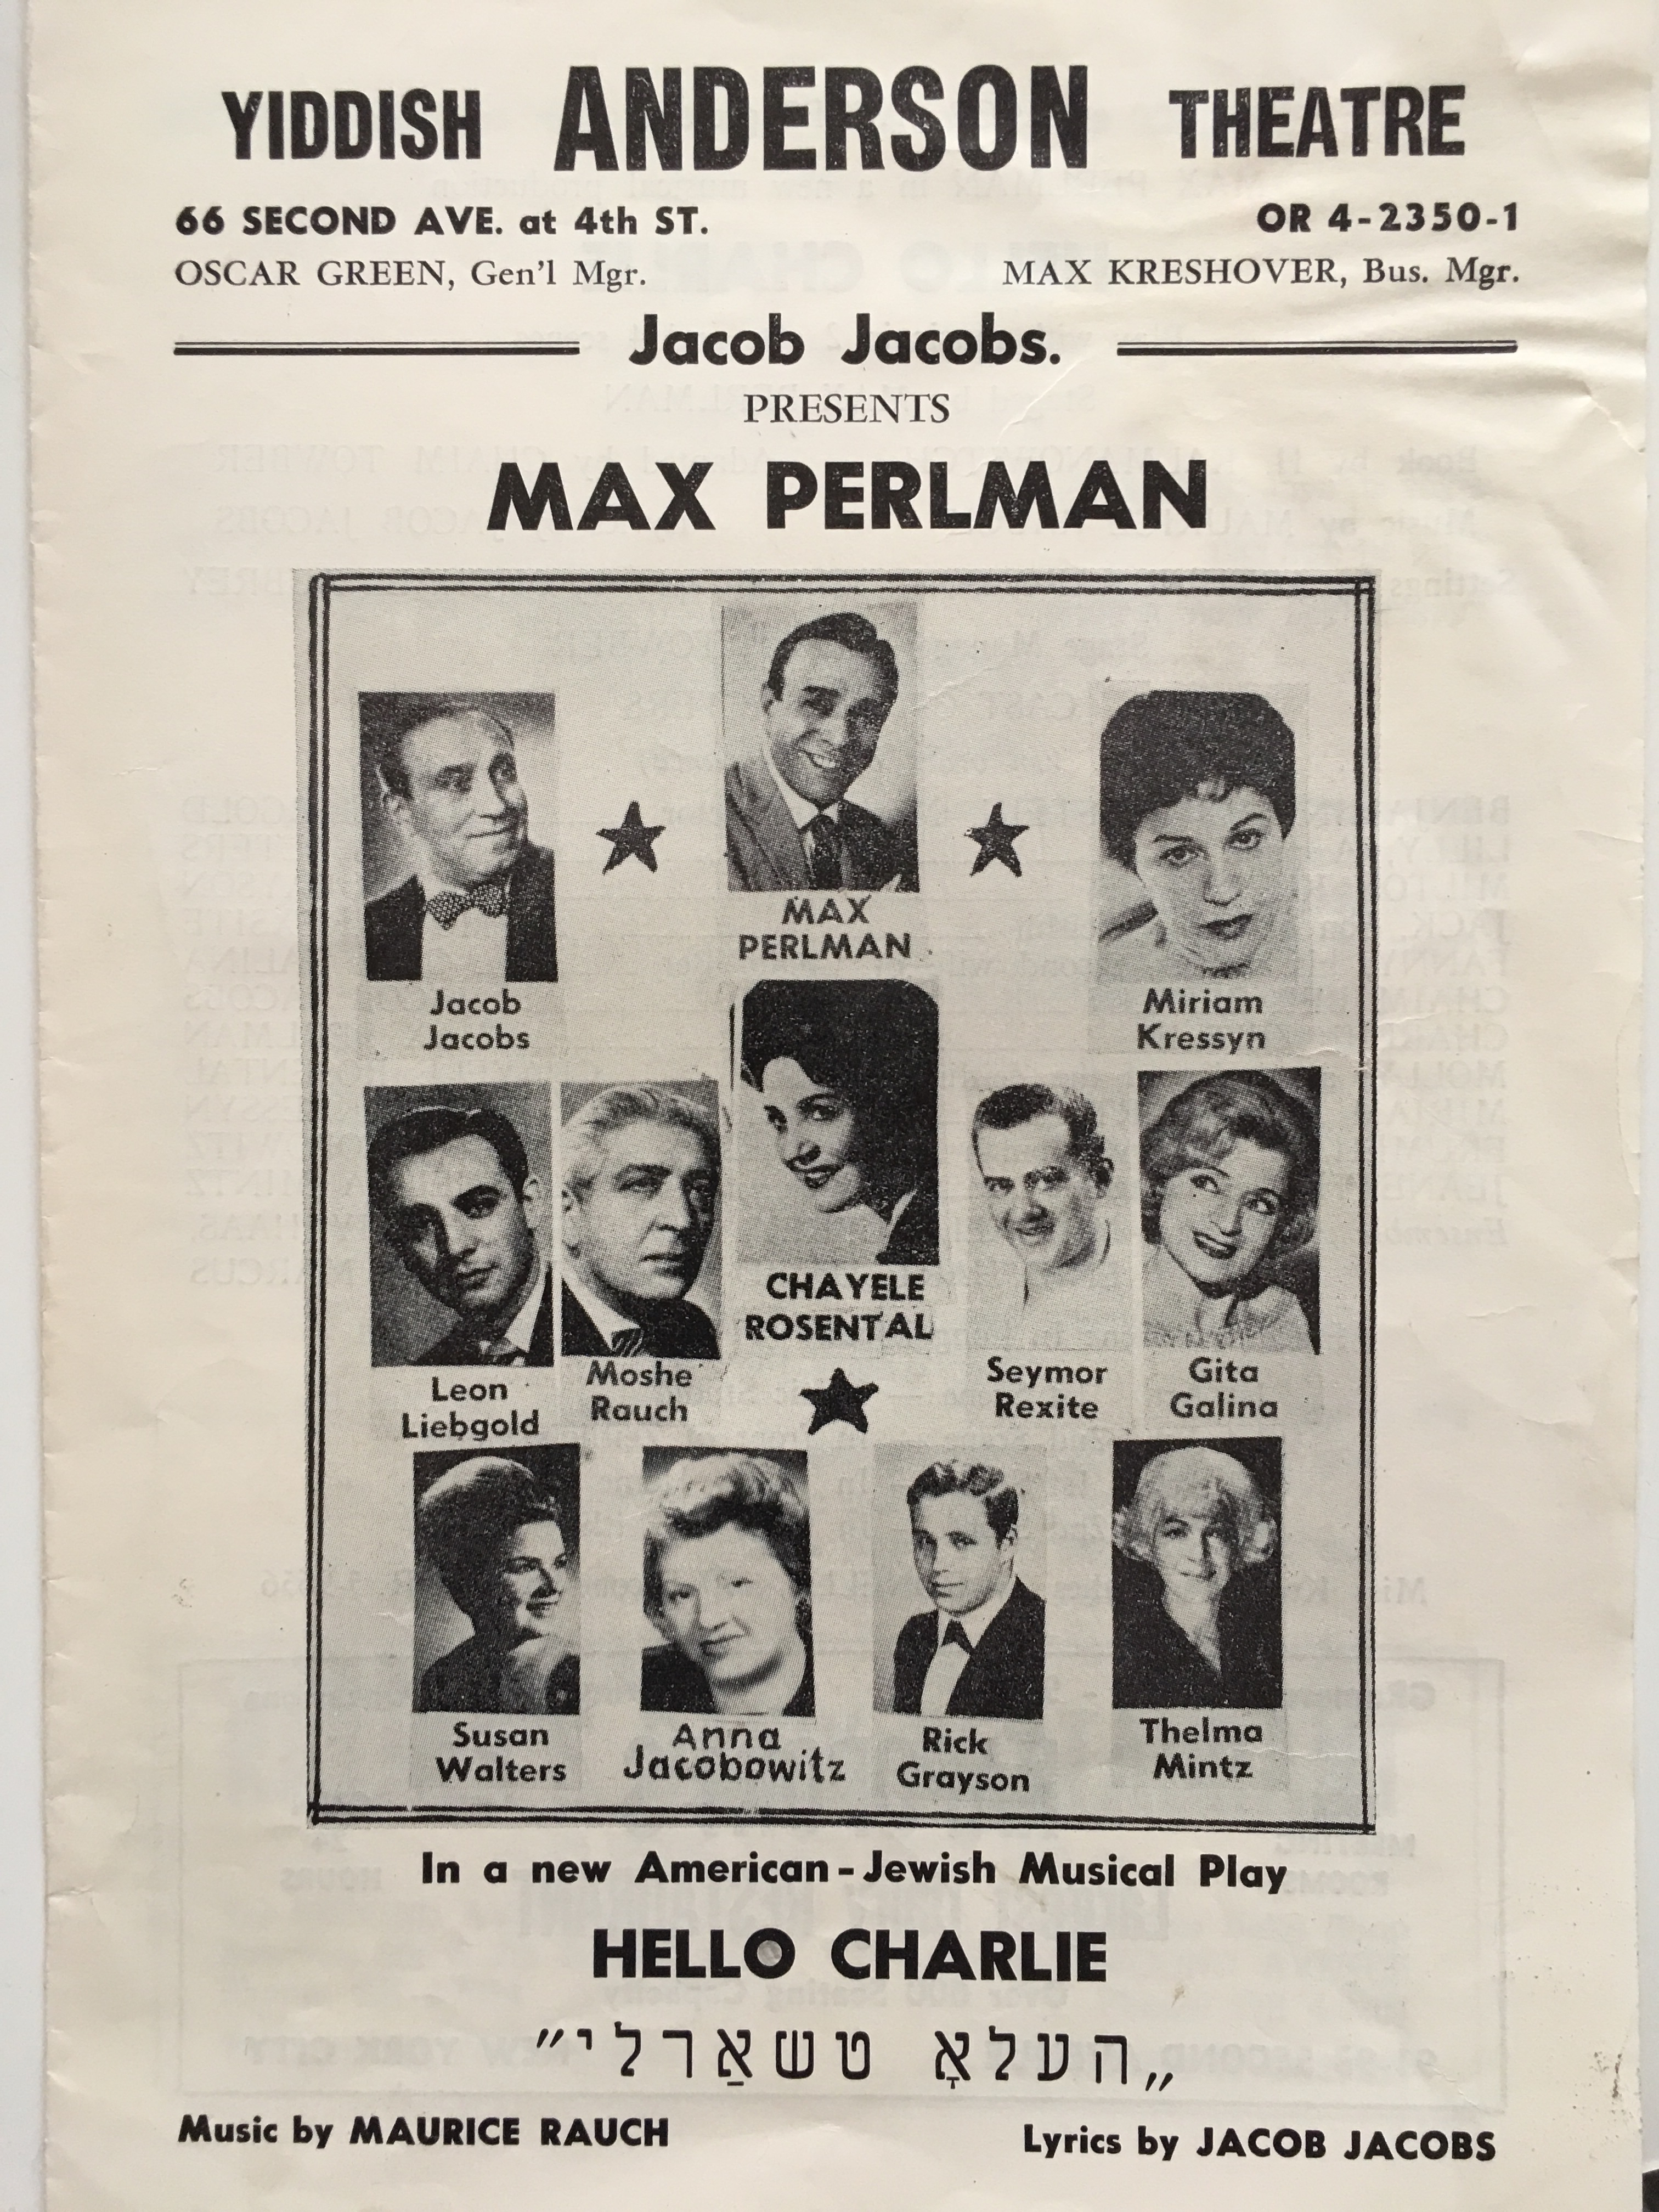 YIDDISH ANDERSON THEATRE
66 SECOND AVE. at 4th ST. OR 4-2350-1
OSCAR GREEN, Gen'l Mgr. MAX KRESHOVER, Bus. Mgr.
Jacob Jacobs.
PRESENTS
MAX PERLMAN
MAX
PERLMAN
Jacob
Jacobs
Miriam
Kressyn
CHAYELE
ROSENTAL
Leon
Liebgold
Moshe
Rauch
Seymor
Rexite
Gita
Galina
Susan
Walters
Anna
Jacobowitz
Rick
Grayson
Thelma
Mintz
In a new American-Jewish Musical Play
HELLO CHARLIE
„העלאָ טשאַרלי״
Music by MAURICE RAUCH Lyrics by JACOB JACOBS